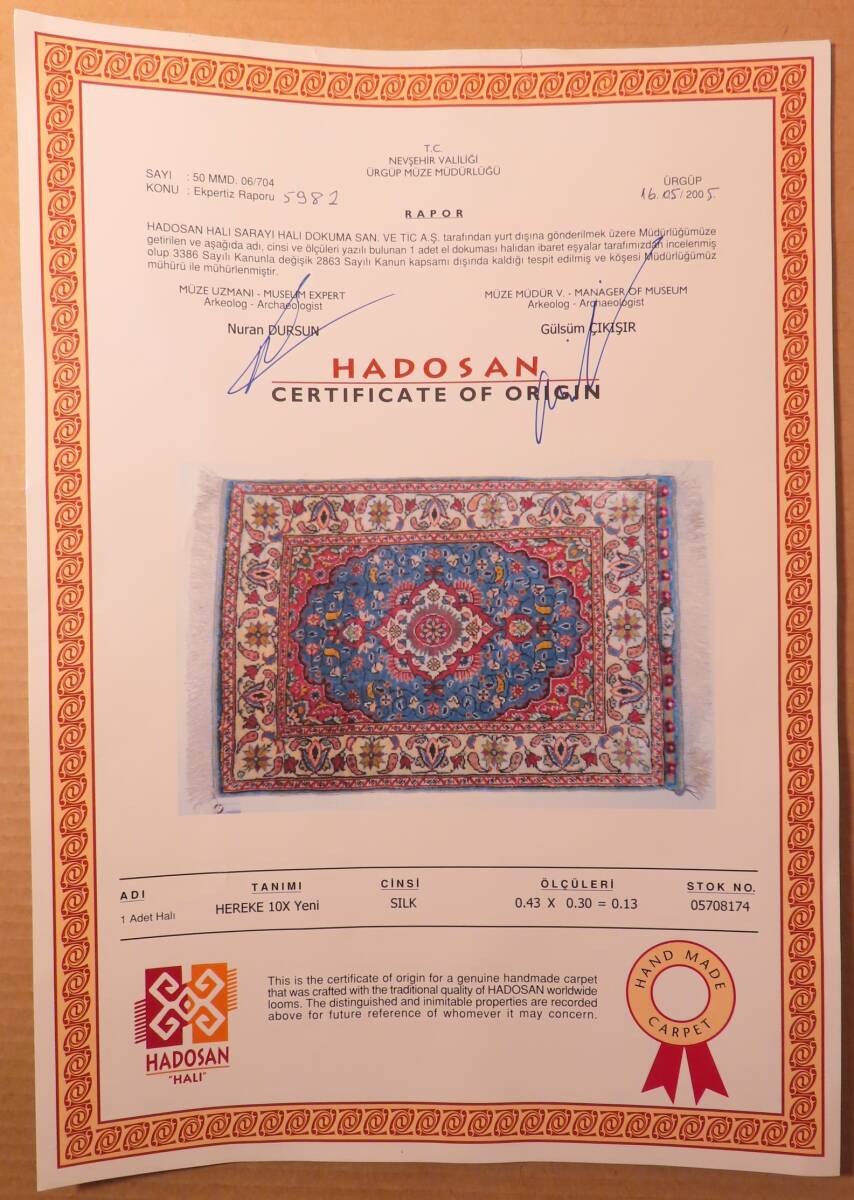 T.C.
NEVŞEHİR VALİLİĞİ
ÜRGÜP MÜZE MÜDÜRLÜĞÜ
SAYI : 50 MMD. 06/704
KONU : Ekpertiz Raporu 5982
ÜRGÜP
16.05/2005.
RAPOR
HADOSAN HALI SARAYI HALI DOKUMA SAN. VE TİC A.Ş. tarafından yurt dışına gönderilmek üzere Müdürlüğümüze
getirilen ve aşağıda adı, cinsi ve ölçüleri yazılı bulunan 1 adet el dokuması halıdan ibaret eşyalar tarafımızdan incelenmiş
olup 3386 Sayılı Kanunla değişik 2863 Sayılı Kanun kapsamı dışında kaldığı tespit edilmiş ve köşesi Müdürlüğümüz
mühürü ile mühürlenmiştir.
MÜZE UZMANI - MUSEUM EXPERT
Arkeolog - Archaeologist
Nuran DURSUN
MÜZE MÜDÜR V. - MANAGER OF MUSEUM
Arkeolog - Archaeologist
Gülsüm ÇIKIŞIR
HADOSAN
CERTIFICATE OF ORIGIN
ADI TANIMI CİNSİ ÖLÇÜLERİ STOK NO.
1 Adet Halı HEREKE 10X Yeni SILK 0.43 X 0.30 = 0.13 05708174
HADOSAN
"HALI"
This is the certificate of origin for a genuine handmade carpet
that was crafted with the traditional quality of HADOSAN worldwide
looms. The distinguished and inimitable properties are recorded
above for future reference of whomever it may concern.
HAND MADE
CARPET